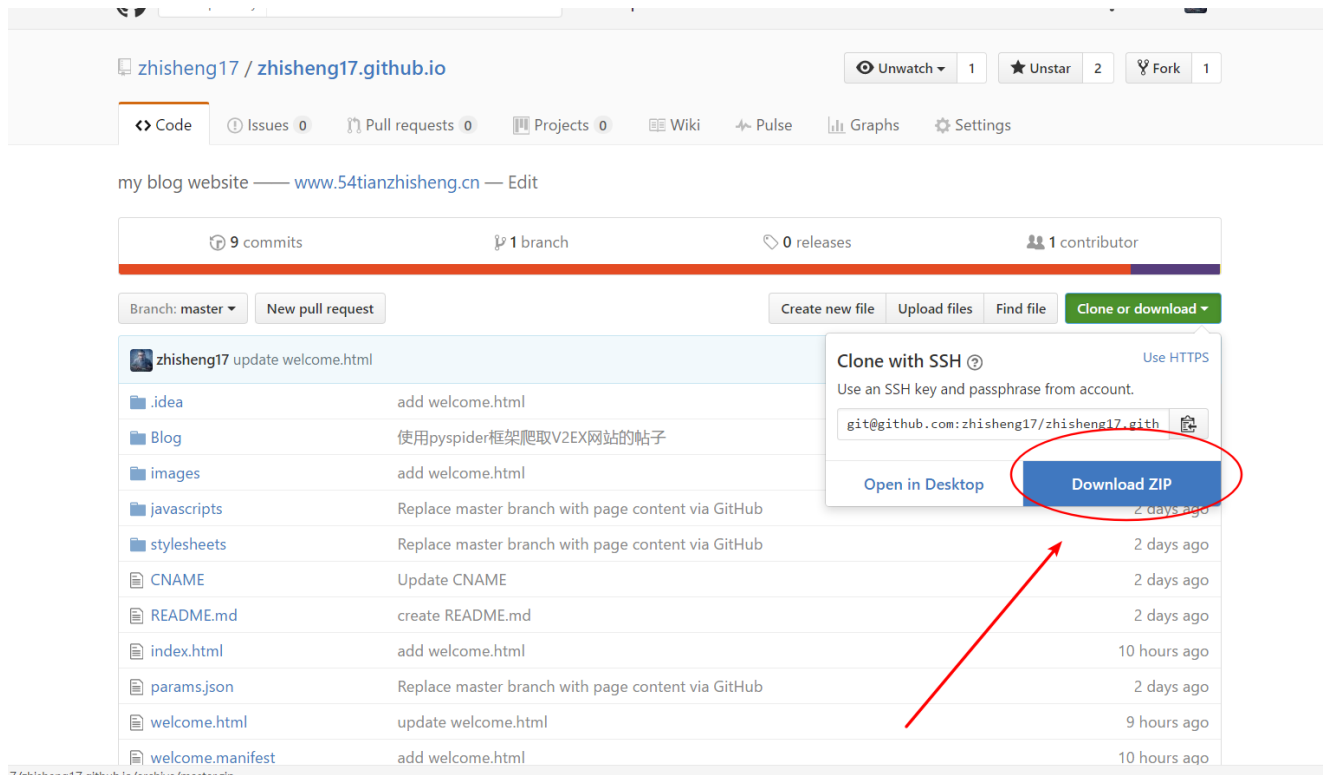 zhisheng17 / zhisheng17.github.io
Unwatch 1 Unstar 2 Fork 1
Code Issues 0 Pull requests 0 Projects 0 Wiki Pulse Graphs Settings
my blog website —— www.54tianzhisheng.cn — Edit
9 commits 1 branch 0 releases 1 contributor
Branch: master New pull request Create new file Upload files Find file Clone or download
zhisheng17 update welcome.html
Clone with SSH Use HTTPS
Use an SSH key and passphrase from account.
git@github.com:zhisheng17/zhisheng17.gith
Open in Desktop Download ZIP
.idea add welcome.html
Blog 使用pyspider框架爬取V2EX网站的帖子
images add welcome.html
javascripts Replace master branch with page content via GitHub 2 days ago
stylesheets Replace master branch with page content via GitHub 2 days ago
CNAME Update CNAME 2 days ago
README.md create README.md 2 days ago
index.html add welcome.html 10 hours ago
params.json Replace master branch with page content via GitHub 2 days ago
welcome.html update welcome.html 9 hours ago
welcome.manifest add welcome.html 10 hours ago